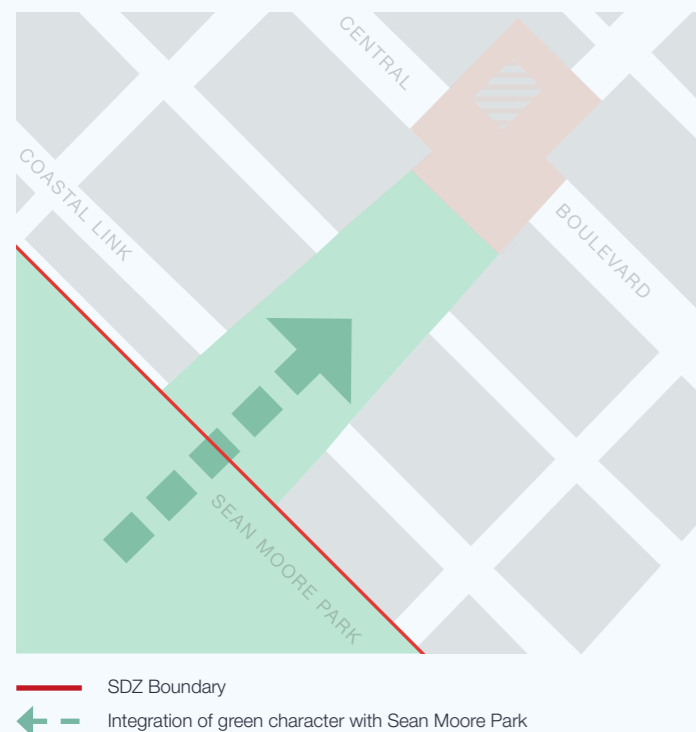 CENTRAL
COASTAL LINK
BOULEVARD
SEAN MOORE PARK
SDZ Boundary
Integration of green character with Sean Moore Park